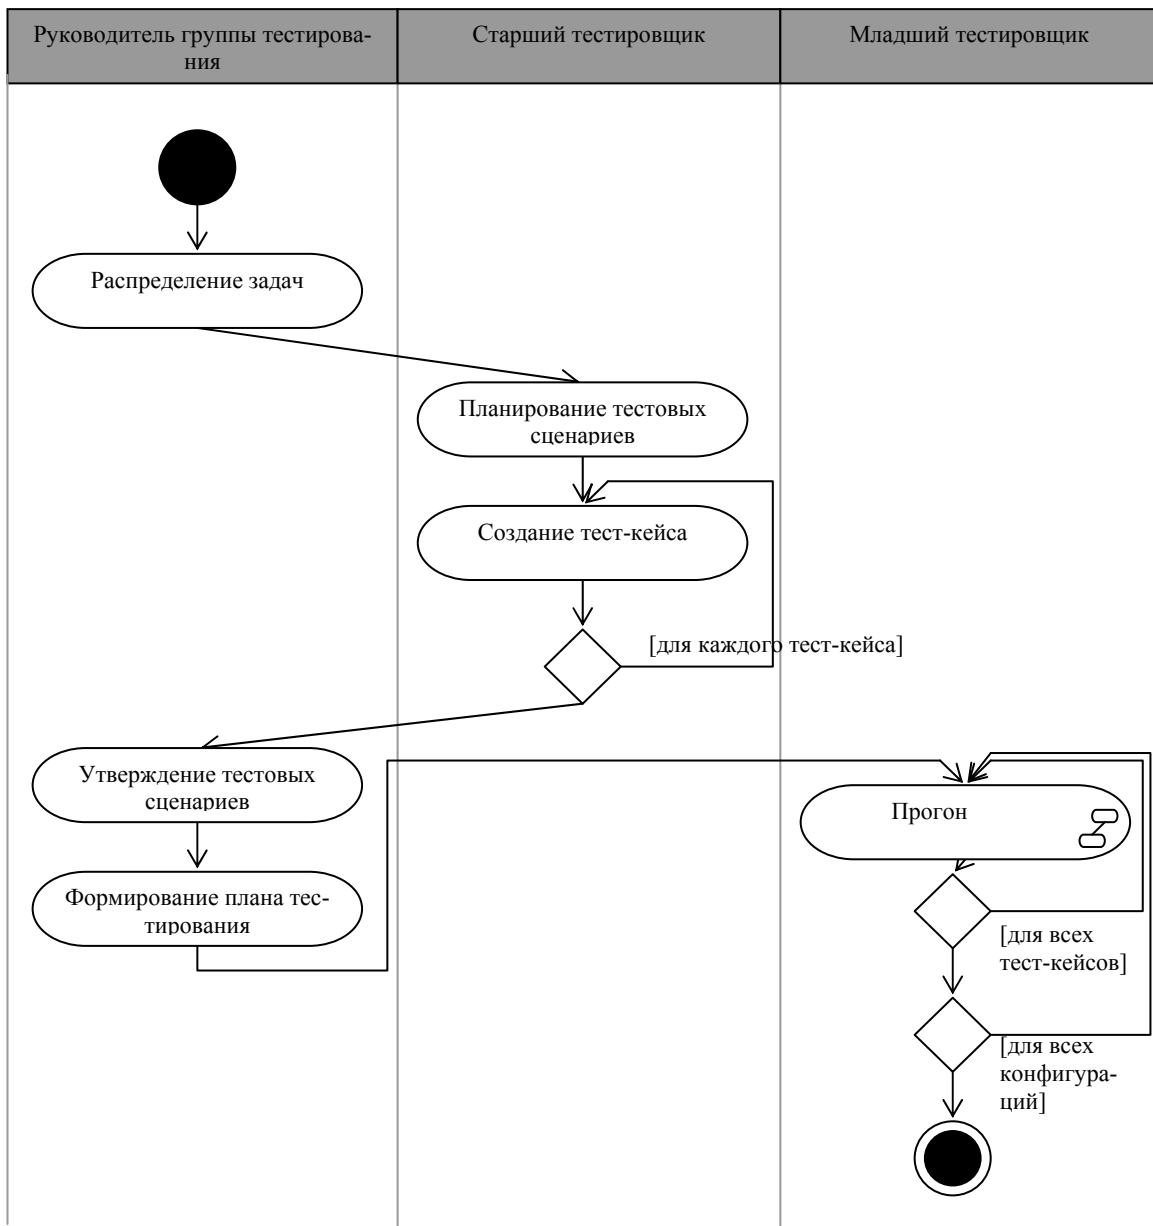 Руководитель группы тестирова-
ния
Старший тестировщик
Младший тестировщик
Распределение задач
Планирование тестовых
сценариев
Создание тест-кейса
[для каждого тест-кейса]
Утверждение тестовых
сценариев
Прогон
Формирование плана тес-
тирования
[для всех
тест-кейсов]
[для всех
конфигура-
ций]